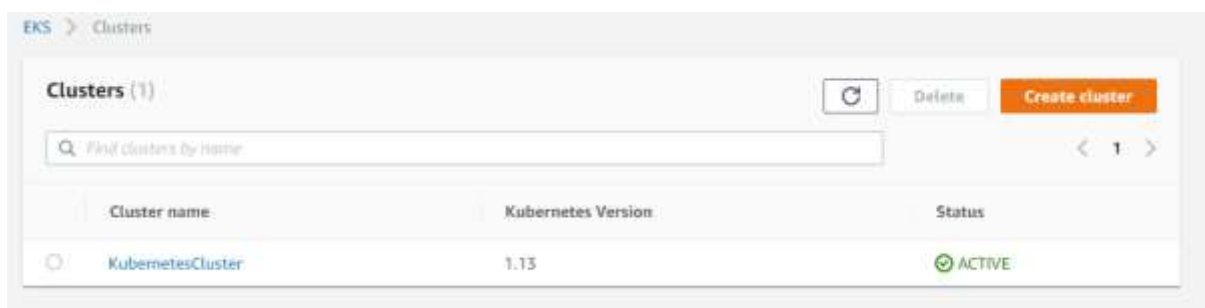 EKS > Clusters
Clusters (1)
Delete
Create cluster
Find clusters by name
< 1 >
Cluster name Kubernetes Version Status
KubernetesCluster 1.13 ACTIVE